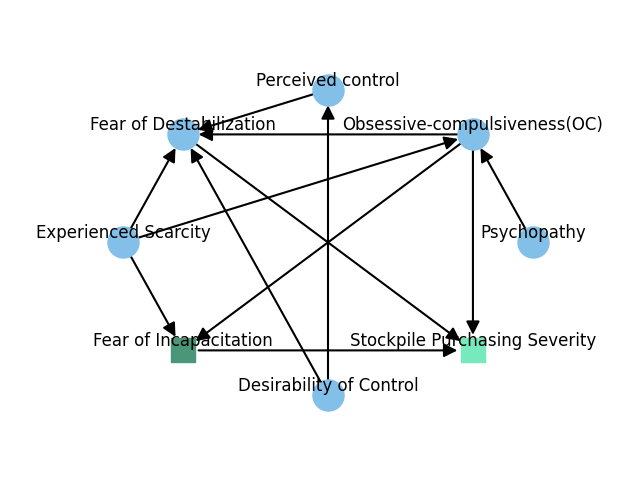 Perceived control
Fear of Destabilization
Obsessive-compulsiveness(OC)
Experienced Scarcity
Psychopathy
Fear of Incapacitation
Stockpile Purchasing Severity
Desirability of Control